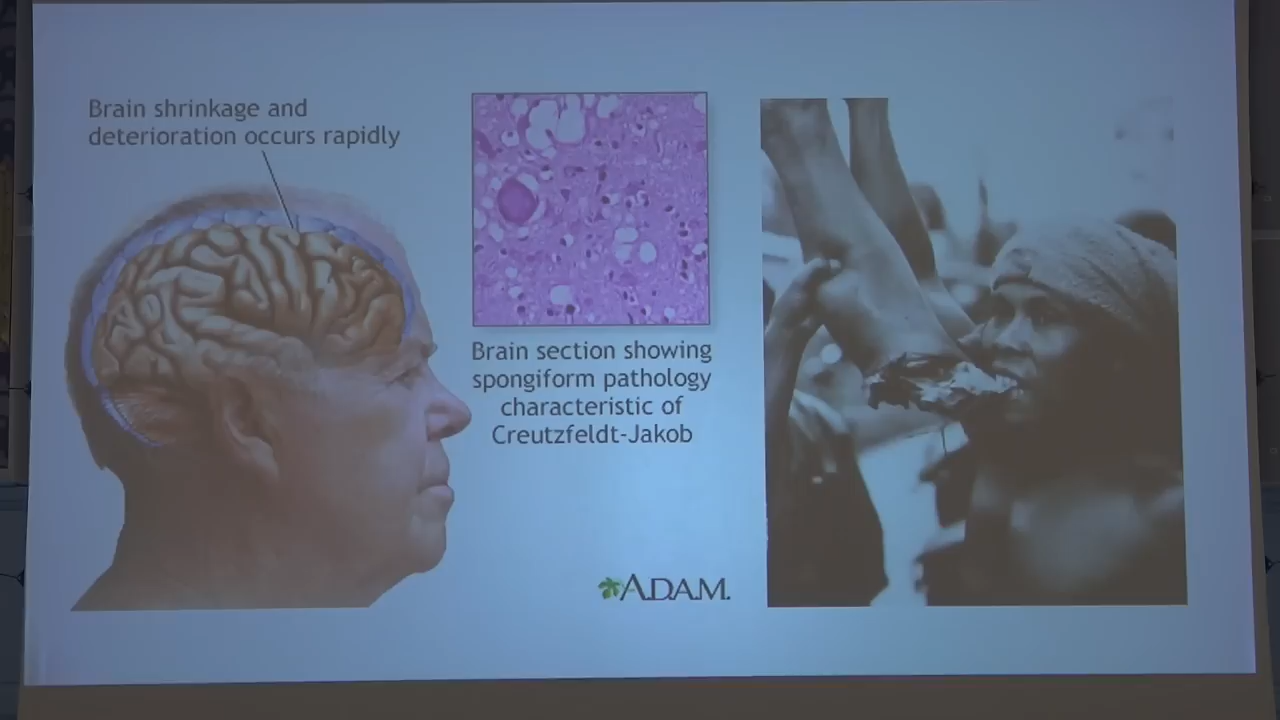 Brain shrinkage and
deterioration occurs rapidly
Brain section showing
spongiform pathology
characteristic of
Creutzfeldt-Jakob
A.D.A.M.